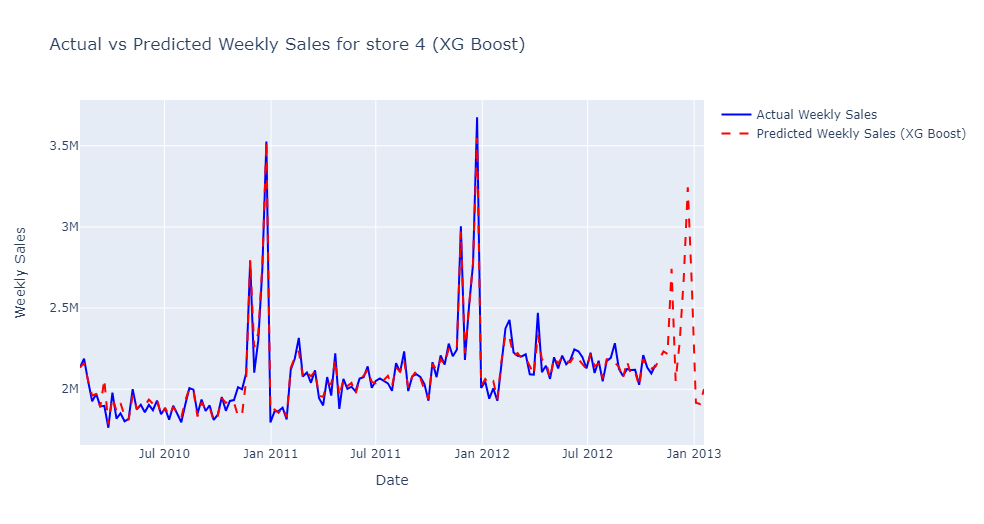 Actual vs Predicted Weekly Sales for store 4 (XG Boost)
Actual Weekly Sales
Predicted Weekly Sales (XG Boost)
3.5M
3M
2.5M
2M
Weekly Sales
Jul 2010 Jan 2011 Jul 2011 Jan 2012 Jul 2012 Jan 2013
Date